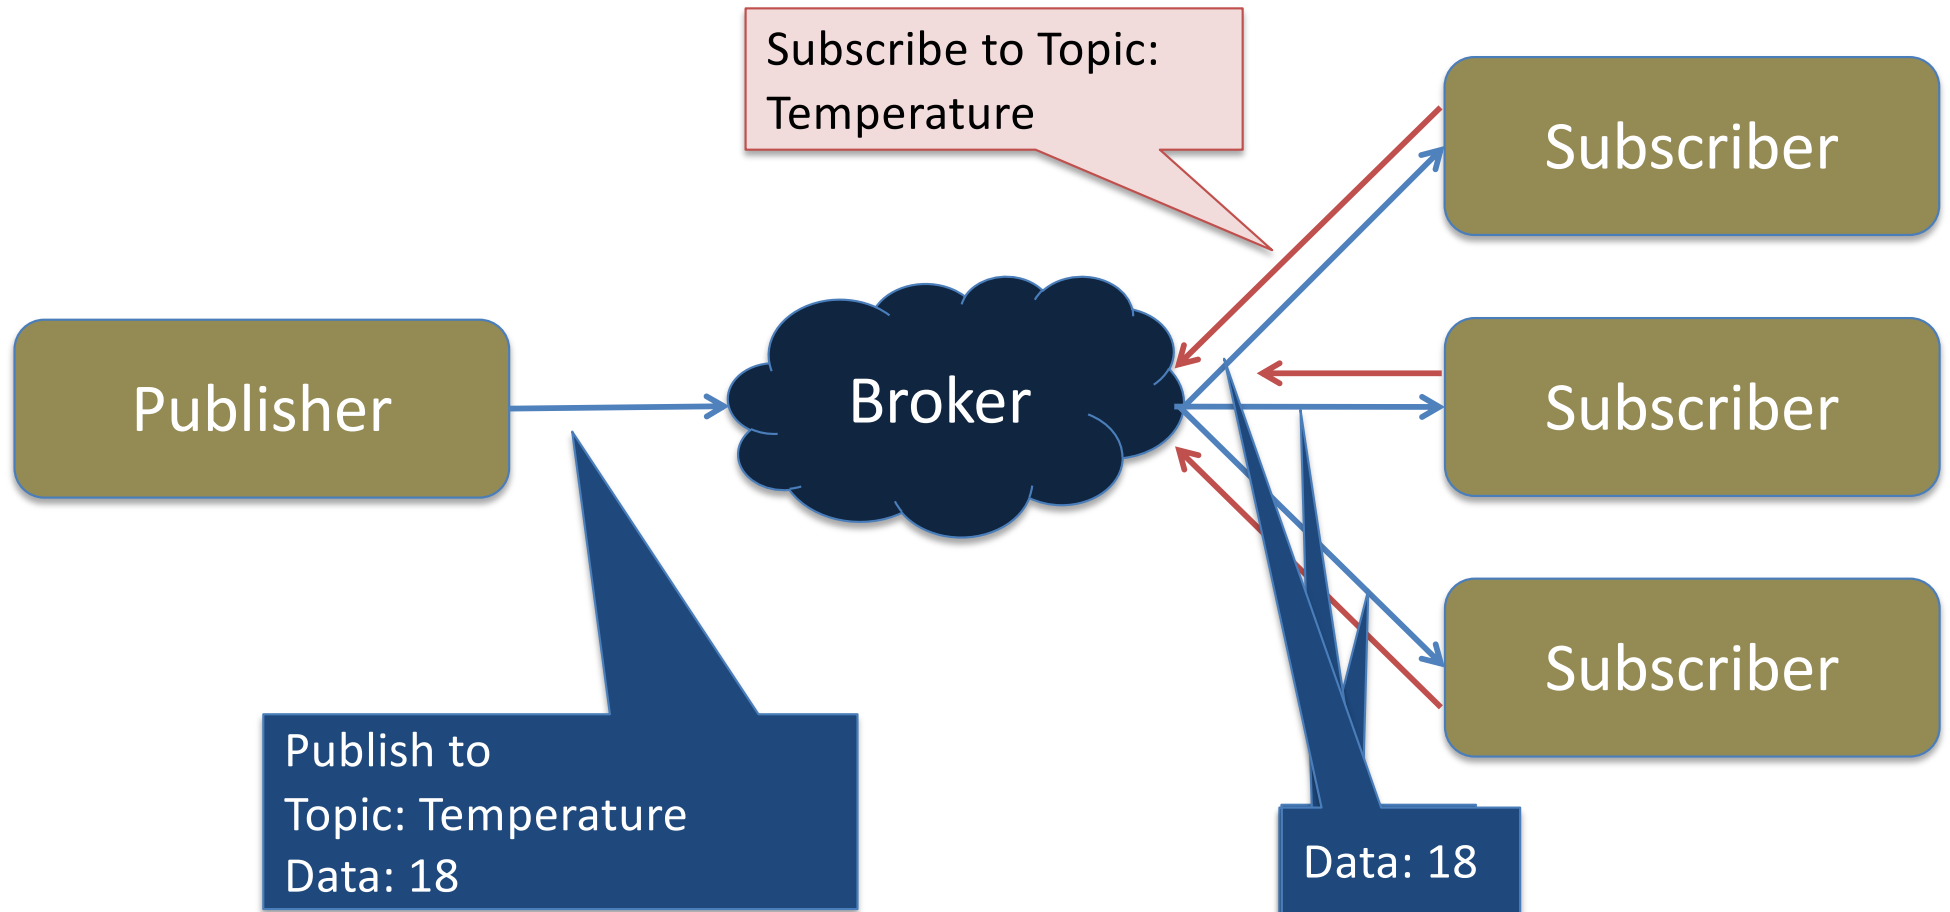 Subscribe to Topic:
Temperature
Subscriber
Publisher
Broker
Subscriber
Subscriber
Publish to
Topic: Temperature
Data: 18
Data: 18